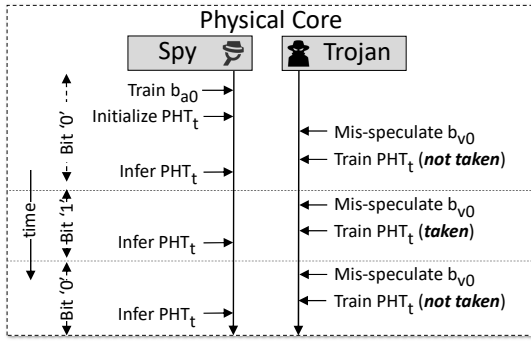 Physical Core
Spy
Trojan
Train b_a0
Initialize PHT_t
Mis-speculate b_v0
Train PHT_t (not taken)
Infer PHT_t
Bit '0'
Mis-speculate b_v0
Train PHT_t (taken)
Infer PHT_t
Bit '1'
time
Mis-speculate b_v0
Train PHT_t (not taken)
Infer PHT_t
Bit '0'